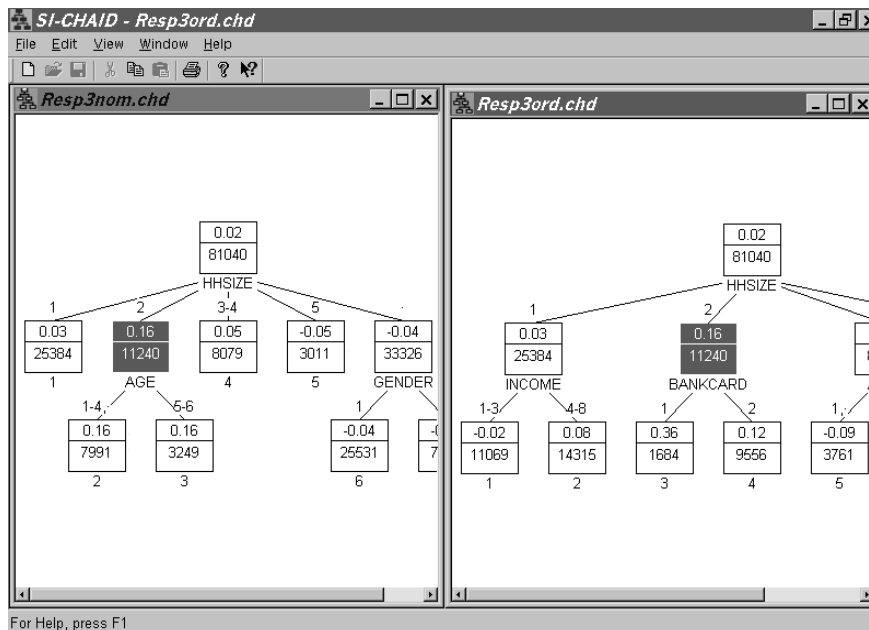 SI-CHAID - Resp3ord.chd
File Edit View Window Help
Resp3nom.chd
0.02
81040
HHSIZE
1 2 3-4 5 .
0.03 0.16 0.05 -0.05 -0.04
25384 11240 8079 3011 33326
1 AGE 4 5 GENDER
1-4,. 5-6 1
0.16 0.16 -0.04
7991 3249 25531
2 3 6
Resp3ord.chd
0.02
81040
HHSIZE
1 2
0.03 0.16
25384 11240
INCOME BANKCARD
1-3 4-8 1 2 1,.
-0.02 0.08 0.36 0.12 -0.09
11069 14315 1684 9556 3761
1 2 3 4 5
For Help, press F1